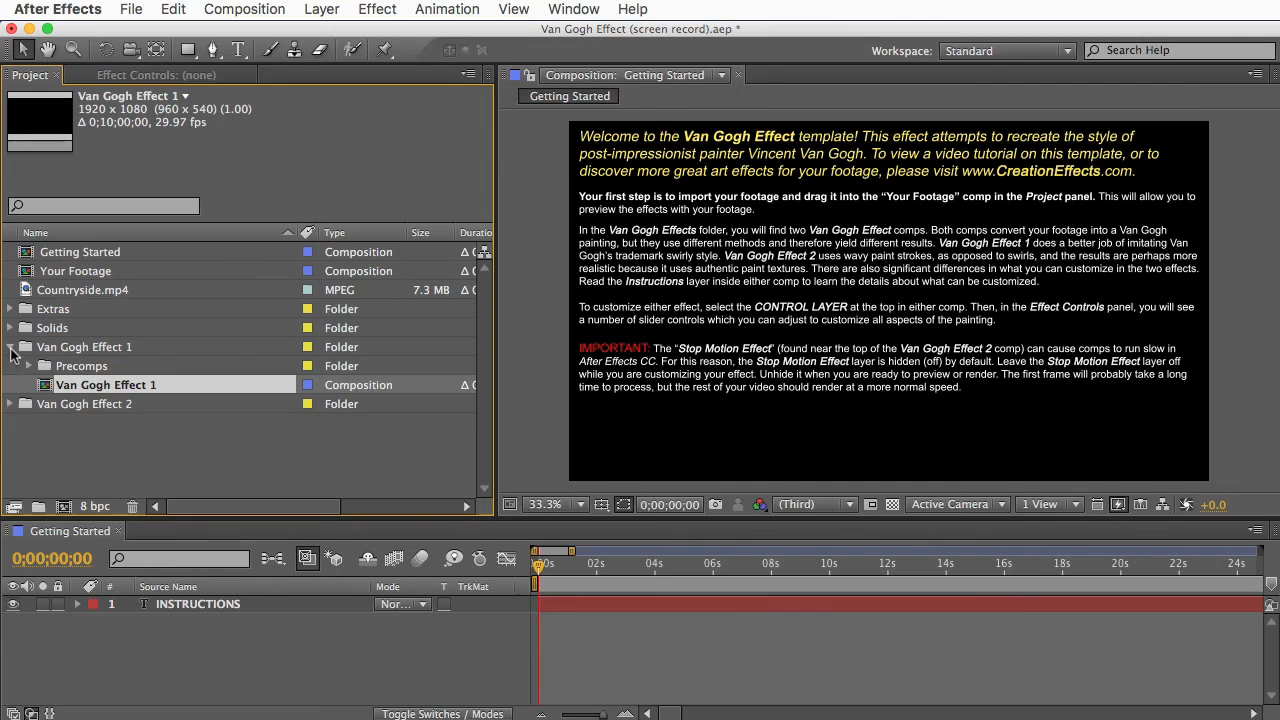 After Effects File Edit Composition Layer Effect Animation View Window Help
Van Gogh Effect (screen record).aep *
Workspace: Standard Search Help
Project Effect Controls: (none)
Van Gogh Effect 1
1920 x 1080 (960 x 540) (1.00)
Δ 0;10;00;00, 29.97 fps
Name Type Size Duratio
Getting Started Composition Δ 0
Your Footage Composition Δ 0
Countryside.mp4 MPEG 7.3 MB Δ 0
Extras Folder
Solids Folder
Van Gogh Effect 1 Folder
Precomps Folder
Van Gogh Effect 1 Composition Δ 0
Van Gogh Effect 2 Folder
8 bpc
Composition: Getting Started
Getting Started
Welcome to the Van Gogh Effect template! This effect attempts to recreate the style of
post-impressionist painter Vincent Van Gogh. To view a video tutorial on this template, or to
discover more great art effects for your footage, please visit www.CreationEffects.com.
Your first step is to import your footage and drag it into the “Your Footage” comp in the Project panel. This will allow you to
preview the effects with your footage.
In the Van Gogh Effects folder, you will find two Van Gogh Effect comps. Both comps convert your footage into a Van Gogh
painting, but they use different methods and therefore yield different results. Van Gogh Effect 1 does a better job of imitating Van
Gogh’s trademark swirly style. Van Gogh Effect 2 uses wavy paint strokes, as opposed to swirls, and the results are perhaps more
realistic because it uses authentic paint textures. There are also significant differences in what you can customize in the two effects.
Read the Instructions layer inside either comp to learn the details about what can be customized.
To customize either effect, select the CONTROL LAYER at the top in either comp. Then, in the Effect Controls panel, you will see
a number of slider controls which you can adjust to customize all aspects of the painting.
IMPORTANT: The “Stop Motion Effect” (found near the top of the Van Gogh Effect 2 comp) can cause comps to run slow in
After Effects CC. For this reason, the Stop Motion Effect layer is hidden (off) by default. Leave the Stop Motion Effect layer off
while you are customizing your effect. Unhide it when you are ready to preview or render. The first frame will probably take a long
time to process, but the rest of your video should render at a more normal speed.
33.3% 0;00;00;00 (Third) Active Camera 1 View +0.0
Getting Started
0;00;00;00
:00s 02s 04s 06s 08s 10s 12s 14s 16s 18s 20s 22s 24s
# Source Name Mode T TrkMat
1 T INSTRUCTIONS Nor...
Toggle Switches / Modes